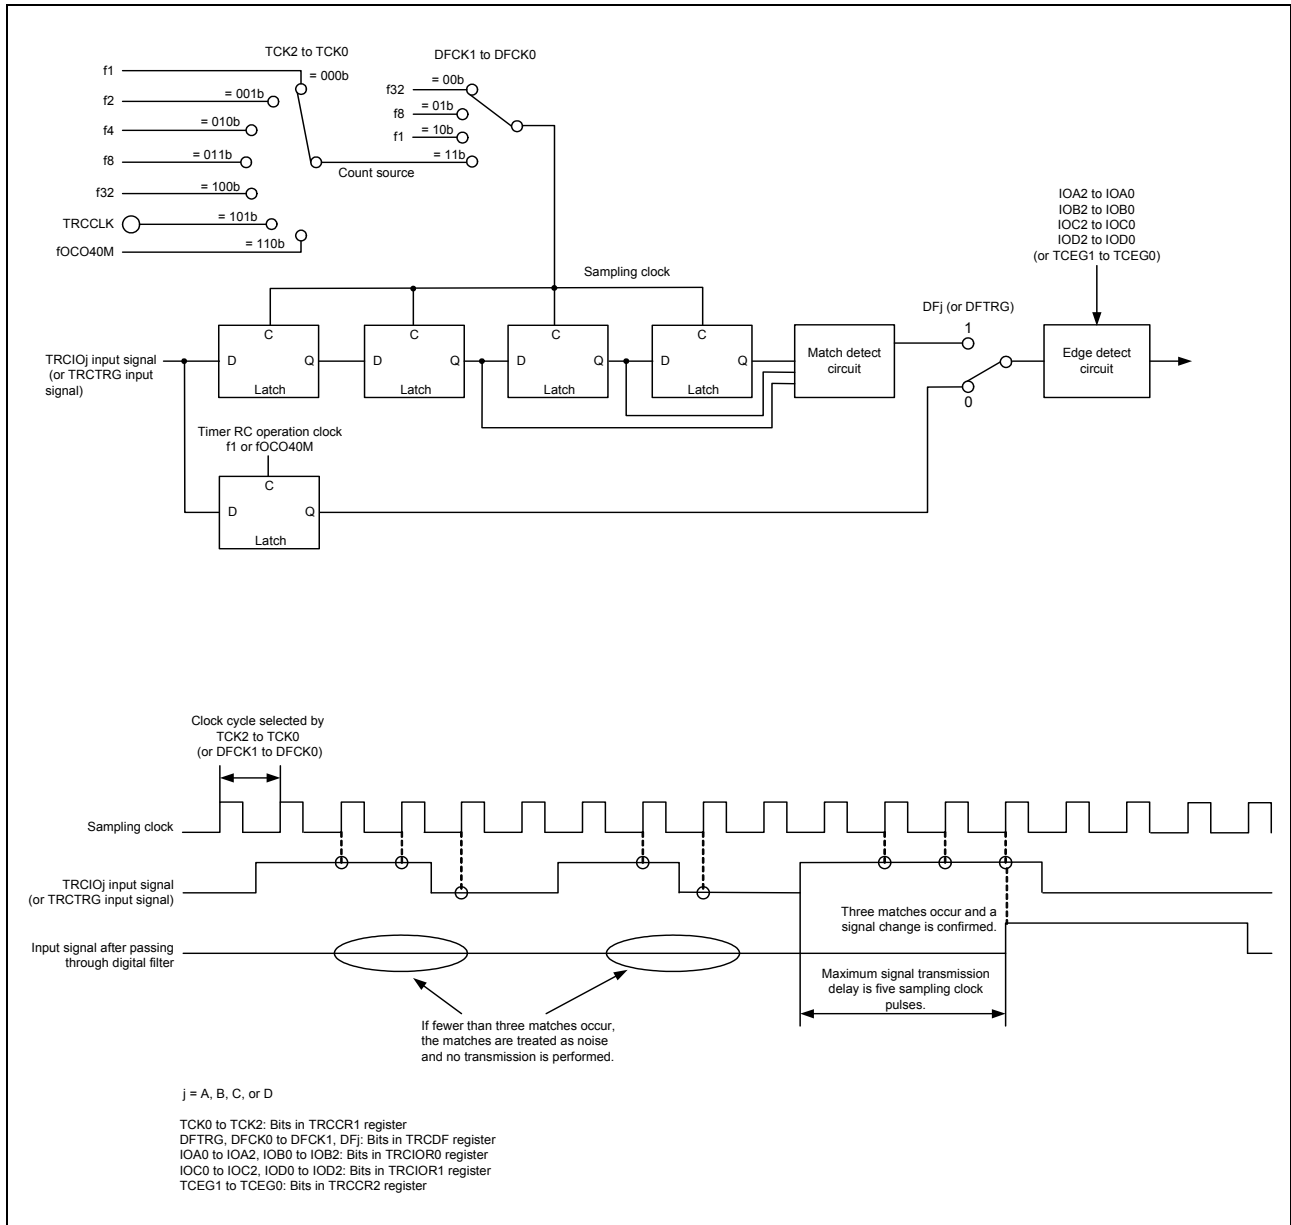 TCK2 to TCK0
DFCK1 to DFCK0
f1
= 000b
f2
= 001b
f4
= 010b
f8
= 011b
f32
= 100b
TRCCLK
= 101b
fOCO40M
= 110b
Count source
f32
= 00b
f8
= 01b
f1
= 10b
= 11b
IOA2 to IOA0
IOB2 to IOB0
IOC2 to IOC0
IOD2 to IOD0
(or TCEG1 to TCEG0)
Sampling clock
DFj (or DFTRG)
1
0
TRCIOj input signal
(or TRCTRG input
signal)
C
D
Q
Latch
C
D
Q
Latch
C
D
Q
Latch
C
D
Q
Latch
Match detect
circuit
Edge detect
circuit
Timer RC operation clock
f1 or fOCO40M
C
D
Q
Latch
Clock cycle selected by
TCK2 to TCK0
(or DFCK1 to DFCK0)
Sampling clock
TRCIOj input signal
(or TRCTRG input signal)
Three matches occur and a
signal change is confirmed.
Input signal after passing
through digital filter
Maximum signal transmission
delay is five sampling clock
pulses.
If fewer than three matches occur,
the matches are treated as noise
and no transmission is performed.
j = A, B, C, or D
TCK0 to TCK2: Bits in TRCCR1 register
DFTRG, DFCK0 to DFCK1, DFj: Bits in TRCDF register
IOA0 to IOA2, IOB0 to IOB2: Bits in TRCIOR0 register
IOC0 to IOC2, IOD0 to IOD2: Bits in TRCIOR1 register
TCEG1 to TCEG0: Bits in TRCCR2 register